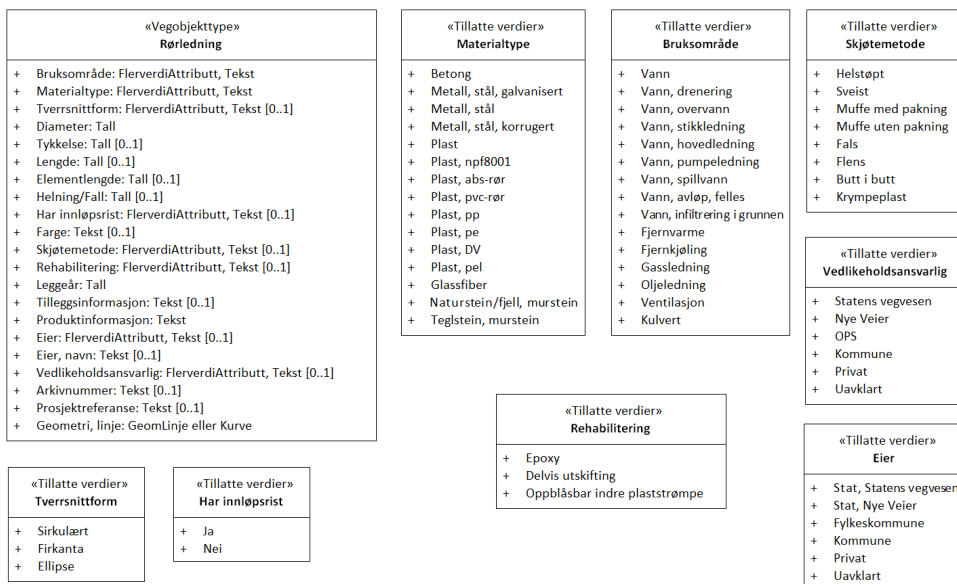 «Vegobjekttype»
Rørledning
+ Bruksområde: FlerverdiAttributt, Tekst
+ Materialtype: FlerverdiAttributt, Tekst
+ Tverrsnittform: FlerverdiAttributt, Tekst [0..1]
+ Diameter: Tall
+ Tykkelse: Tall [0..1]
+ Lengde: Tall [0..1]
+ Elementlengde: Tall [0..1]
+ Helning/Fall: Tall [0..1]
+ Har innløpsrist: FlerverdiAttributt, Tekst [0..1]
+ Farge: Tekst [0..1]
+ Skjøtemetode: FlerverdiAttributt, Tekst [0..1]
+ Rehabilitering: FlerverdiAttributt, Tekst [0..1]
+ Leggeår: Tall
+ Tilleggsinformasjon: Tekst [0..1]
+ Produktinformasjon: Tekst
+ Eier: FlerverdiAttributt, Tekst [0..1]
+ Eier, navn: Tekst [0..1]
+ Vedlikeholdsansvarlig: FlerverdiAttributt, Tekst [0..1]
+ Arkivnummer: Tekst [0..1]
+ Prosjektreferanse: Tekst [0..1]
+ Geometri, linje: GeomLinje eller Kurve
«Tillatte verdier»
Materialtype
+ Betong
+ Metall, stål, galvanisert
+ Metall, stål
+ Metall, stål, korrugert
+ Plast
+ Plast, npf8001
+ Plast, abs-rør
+ Plast, pvc-rør
+ Plast, pp
+ Plast, pe
+ Plast, DV
+ Plast, pel
+ Glassfiber
+ Naturstein/fjell, murstein
+ Teglstein, murstein
«Tillatte verdier»
Bruksområde
+ Vann
+ Vann, drenering
+ Vann, overvann
+ Vann, stikkledning
+ Vann, hovedledning
+ Vann, pumpeledning
+ Vann, spillvann
+ Vann, avløp, felles
+ Vann, infiltrering i grunnen
+ Fjernvarme
+ Fjernkjøling
+ Gassledning
+ Oljeledning
+ Ventilasjon
+ Kulvert
«Tillatte verdier»
Skjøtemetode
+ Helstøpt
+ Sveist
+ Muffe med pakning
+ Muffe uten pakning
+ Fals
+ Flens
+ Butt i butt
+ Krympeplast
«Tillatte verdier»
Vedlikeholdsansvarlig
+ Statens vegvesen
+ Nye Veier
+ OPS
+ Kommune
+ Privat
+ Uavklart
«Tillatte verdier»
Rehabilitering
+ Epoxy
+ Delvis utskifting
+ Oppblåsbar indre plaststrømpe
«Tillatte verdier»
Eier
+ Stat, Statens vegvesen
+ Stat, Nye Veier
+ Fylkeskommune
+ Kommune
+ Privat
+ Uavklart
«Tillatte verdier»
Tverrsnittform
+ Sirkulært
+ Firkanta
+ Ellipse
«Tillatte verdier»
Har innløpsrist
+ Ja
+ Nei